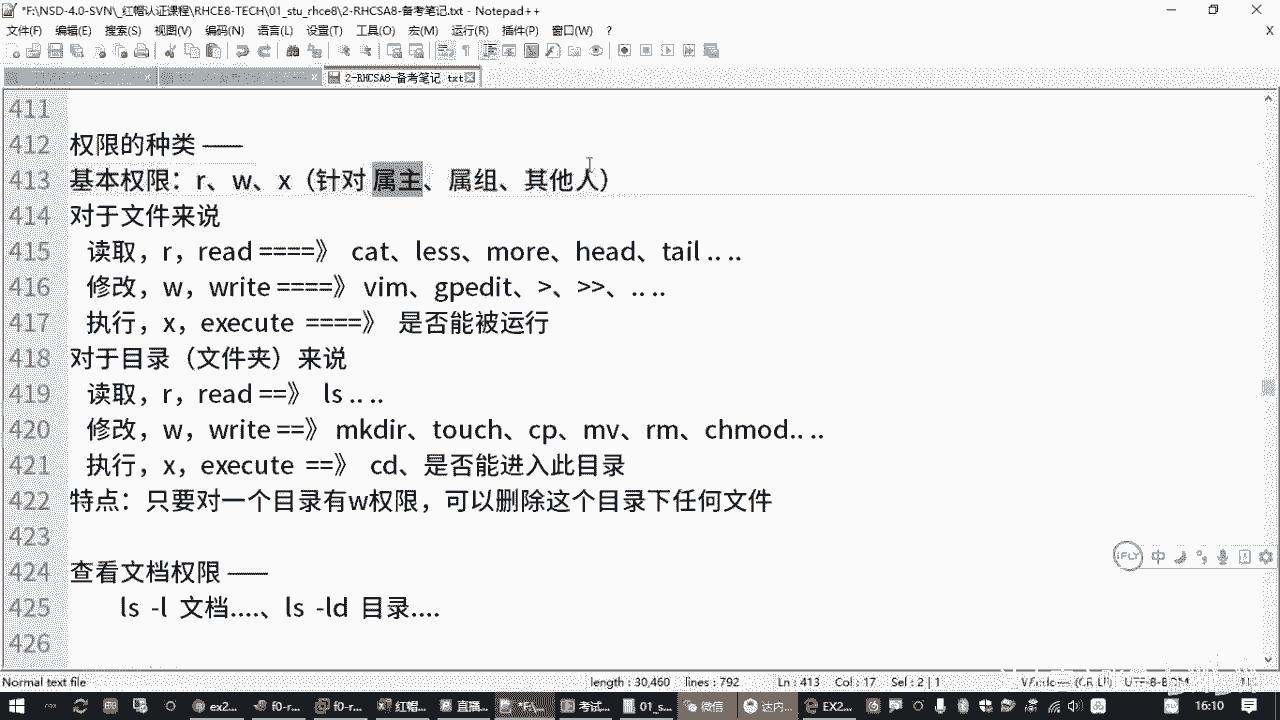 *F:\NSD-4.0-SVN\_红帽认证课程\RHCE8-TECH\01_stu_rhce8\2-RHCSA8-备考笔记.txt - Notepad++
文件(F) 编辑(E) 搜索(S) 视图(V) 编码(N) 语言(L) 设置(T) 工具(O) 宏(M) 运行(R) 插件(P) 窗口(W) ? X
2-RHCSA8-备考笔记.txt
411
412 权限的种类 ——
413 基本权限：r、w、x（针对 属主、属组、其他人）
414 对于文件来说
415 读取，r，read ====》 cat、less、more、head、tail .. ..
416 修改，w，write ====》 vim、gpedit、>、>>、.. ..
417 执行，x，execute ====》 是否能被运行
418 对于目录（文件夹）来说
419 读取，r，read ==》 ls .. ..
420 修改，w，write ==》 mkdir、touch、cp、mv、rm、chmod.. ..
421 执行，x，execute ==》 cd、是否能进入此目录
422 特点：只要对一个目录有w权限，可以删除这个目录下任何文件
423
424 查看文档权限 ——
425 ls -l 文档....、ls -ld 目录....
426
iFLY 中
Normal text file length : 30,460 lines : 792 Ln : 413 Col : 17 Sel : 2 | 1
ex2... f0-r... 红帽... f0-r... *F:\... 考试... 01_s... 微信 达内... EX2... 16:10